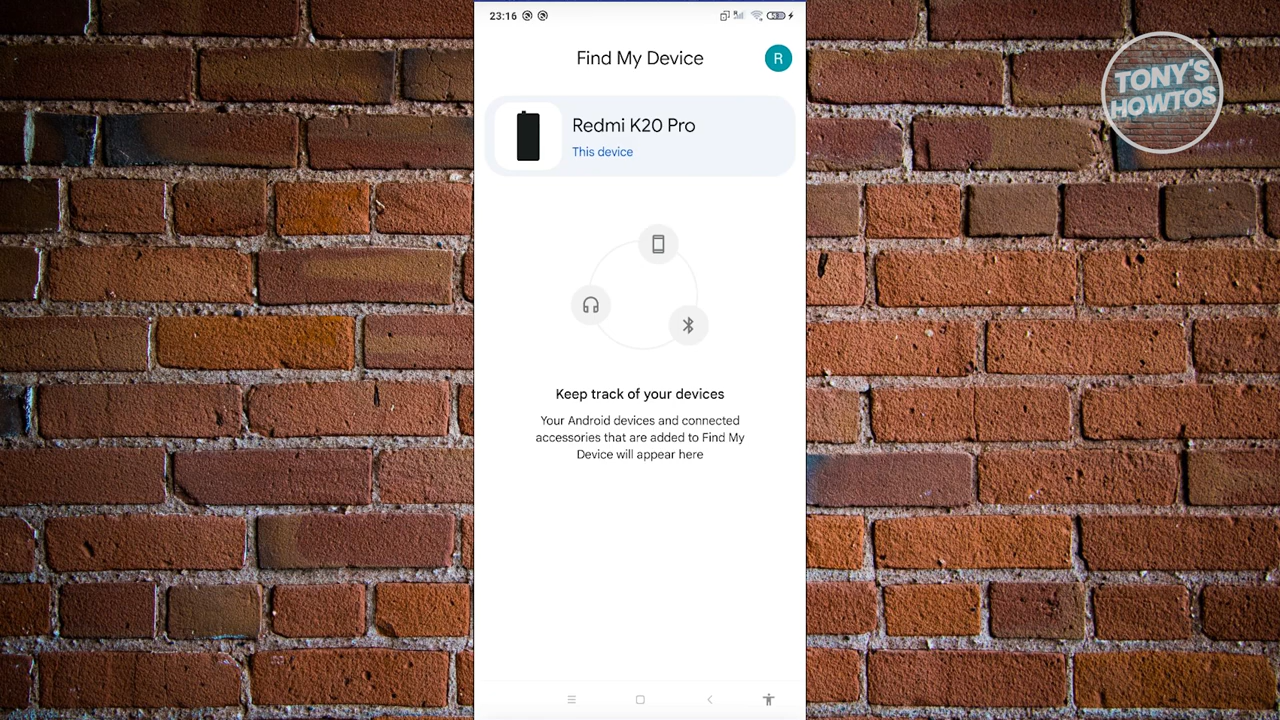 23:16
Find My Device
R
TONY'S
HOWTOS
Redmi K20 Pro
This device
Keep track of your devices
Your Android devices and connected
accessories that are added to Find My
Device will appear here